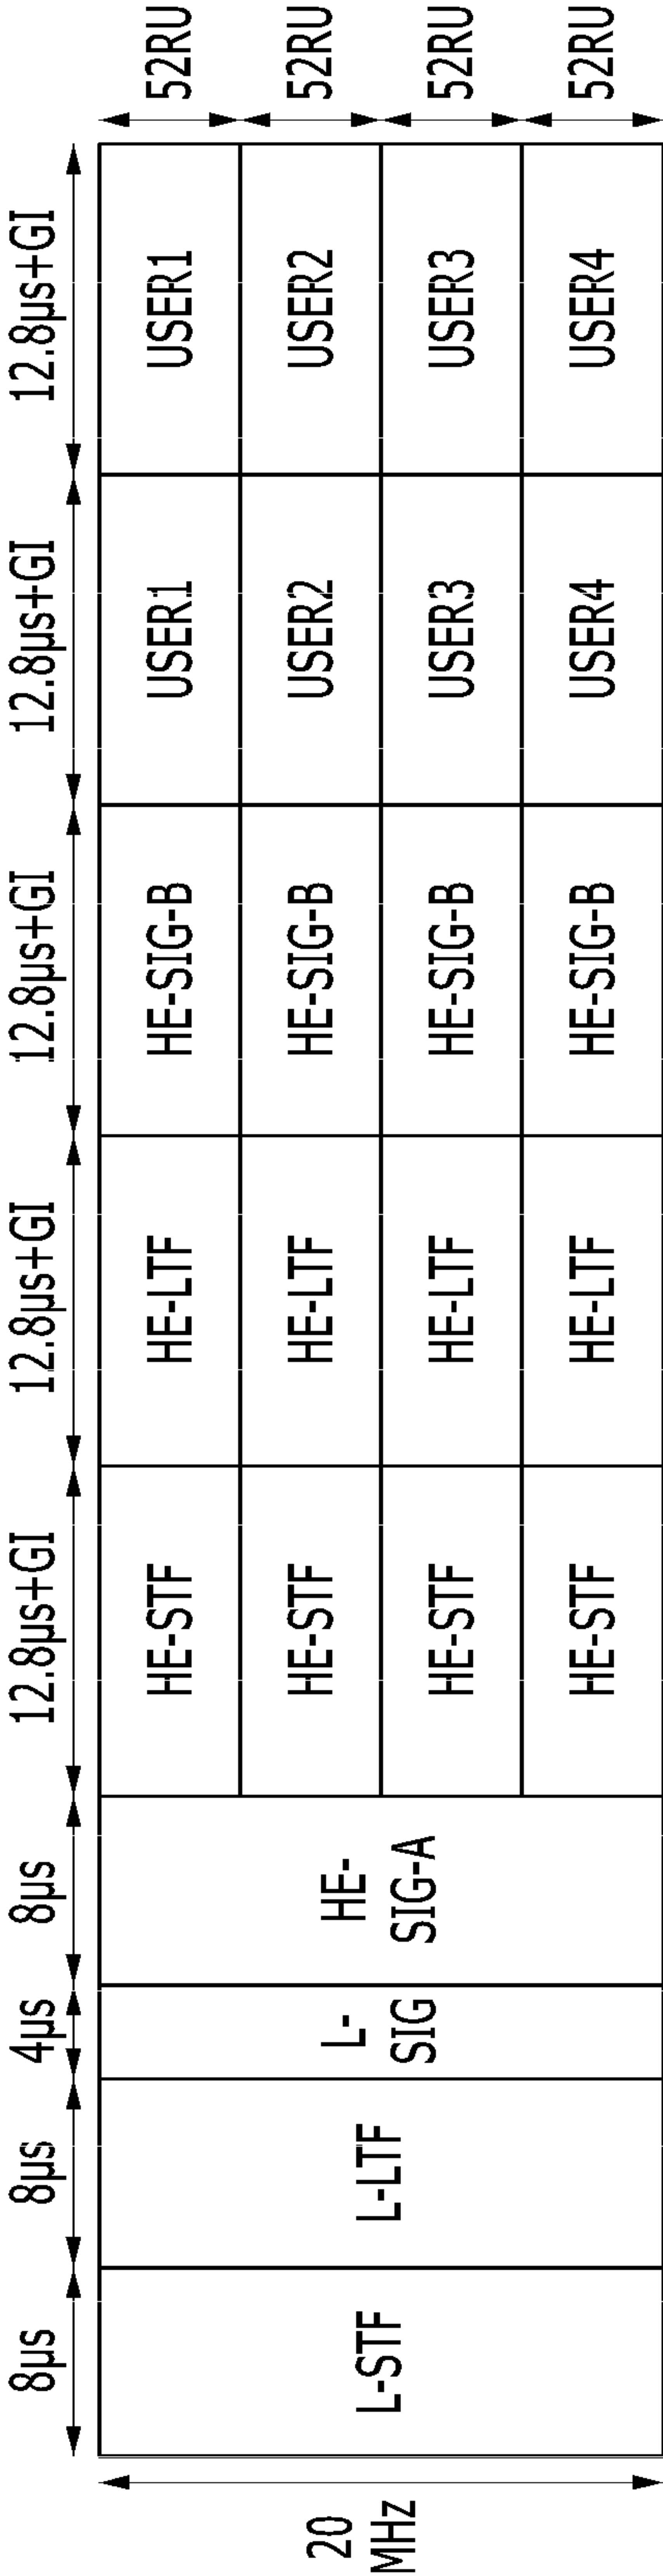 8μs
8μs
4μs
8μs
12.8μs+GI
12.8μs+GI
12.8μs+GI
12.8μs+GI
12.8μs+GI
20
MHz
L-STF
L-LTF
L-
SIG
HE-
SIG-A
HE-STF
HE-LTF
HE-SIG-B
USER1
USER1
52RU
HE-STF
HE-LTF
HE-SIG-B
USER2
USER2
52RU
HE-STF
HE-LTF
HE-SIG-B
USER3
USER3
52RU
HE-STF
HE-LTF
HE-SIG-B
USER4
USER4
52RU